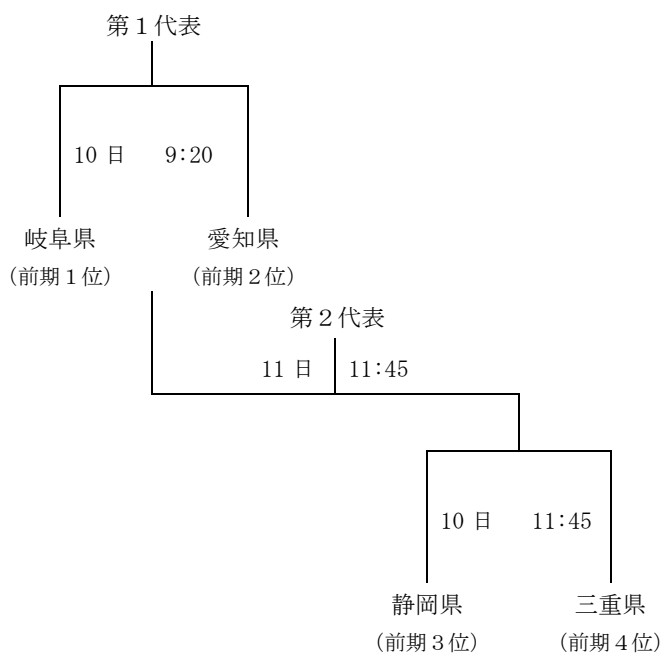 第１代表
10 日　9:20
岐阜県　愛知県
（前期１位）　（前期２位）
第２代表
11 日　11:45
10 日　11:45
静岡県　三重県
（前期３位）　（前期４位）